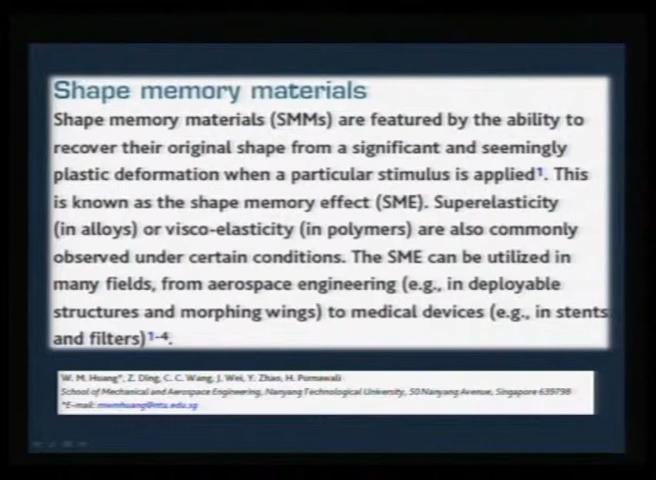 Shape memory materials
Shape memory materials (SMMs) are featured by the ability to
recover their original shape from a significant and seemingly
plastic deformation when a particular stimulus is applied¹. This
is known as the shape memory effect (SME). Superelasticity
(in alloys) or visco-elasticity (in polymers) are also commonly
observed under certain conditions. The SME can be utilized in
many fields, from aerospace engineering (e.g., in deployable
structures and morphing wings) to medical devices (e.g., in stents
and filters)¹⁻⁴.
W. M. Huang*, Z. Ding, C. C. Wang, J. Wei, Y. Zhao, H. Purnawali
School of Mechanical and Aerospace Engineering, Nanyang Technological University, 50 Nanyang Avenue, Singapore 639798
*E-mail: mwmhuang@ntu.edu.sg